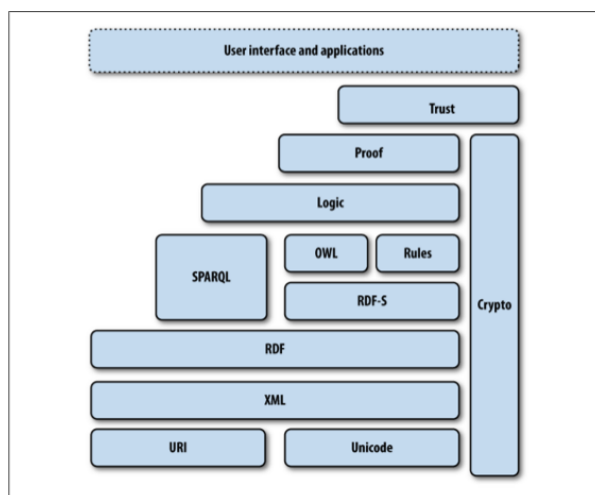 User interface and applications
Trust
Proof
Logic
SPARQL
OWL
Rules
RDF-S
Crypto
RDF
XML
URI
Unicode